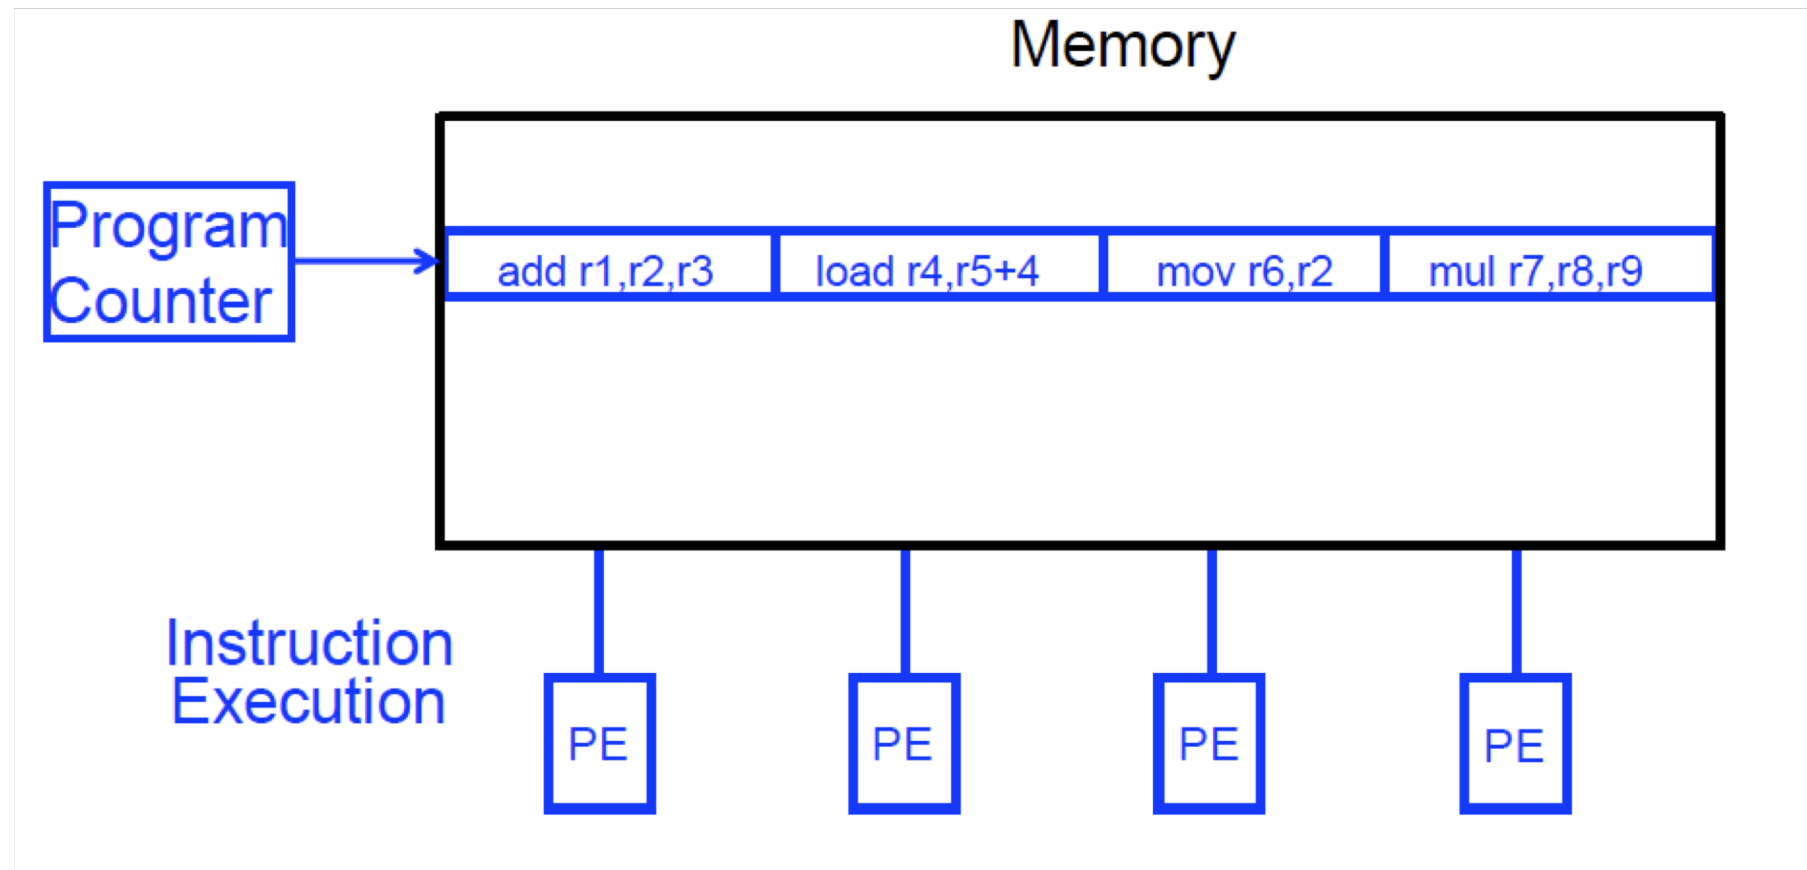 Memory
Program
Counter
add r1,r2,r3
load r4,r5+4
mov r6,r2
mul r7,r8,r9
Instruction
Execution
PE
PE
PE
PE